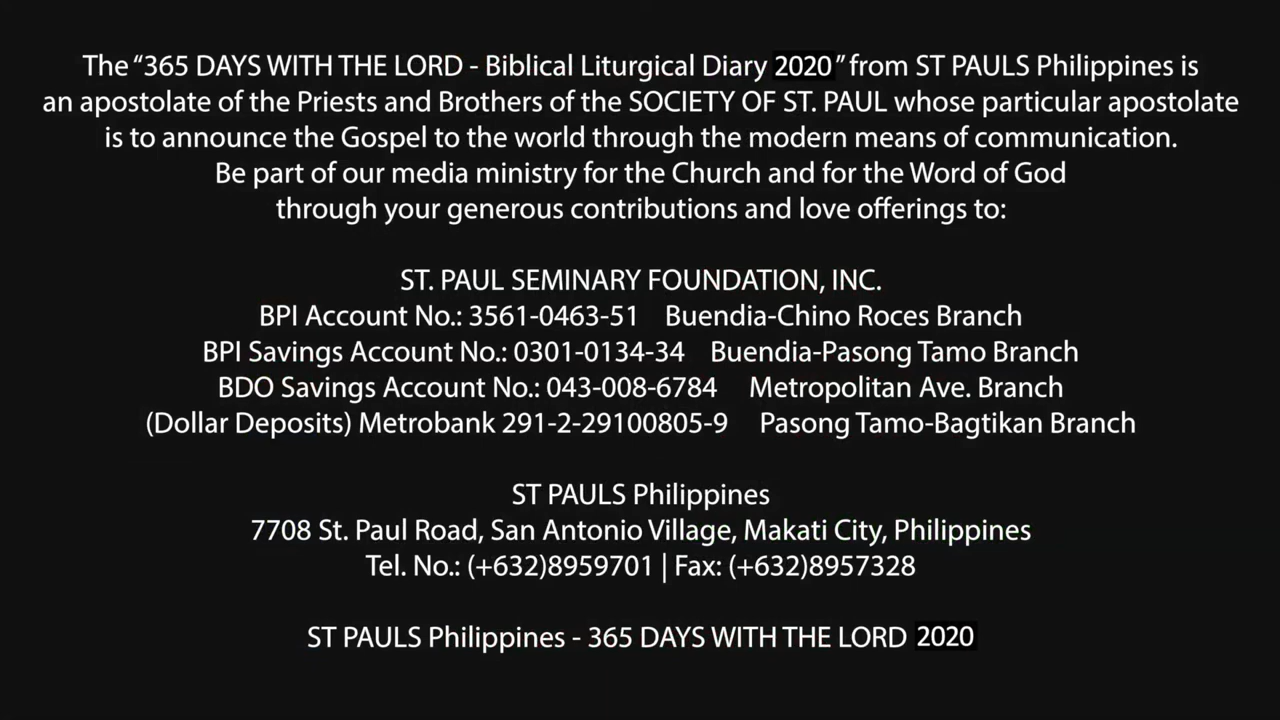 The “365 DAYS WITH THE LORD - Biblical Liturgical Diary 2020” from ST PAULS Philippines is
an apostolate of the Priests and Brothers of the SOCIETY OF ST. PAUL whose particular apostolate
is to announce the Gospel to the world through the modern means of communication.
Be part of our media ministry for the Church and for the Word of God
through your generous contributions and love offerings to:
ST. PAUL SEMINARY FOUNDATION, INC.
BPI Account No.: 3561-0463-51 Buendia-Chino Roces Branch
BPI Savings Account No.: 0301-0134-34 Buendia-Pasong Tamo Branch
BDO Savings Account No.: 043-008-6784 Metropolitan Ave. Branch
(Dollar Deposits) Metrobank 291-2-29100805-9 Pasong Tamo-Bagtikan Branch
ST PAULS Philippines
7708 St. Paul Road, San Antonio Village, Makati City, Philippines
Tel. No.: (+632)8959701 | Fax: (+632)8957328
ST PAULS Philippines - 365 DAYS WITH THE LORD 2020